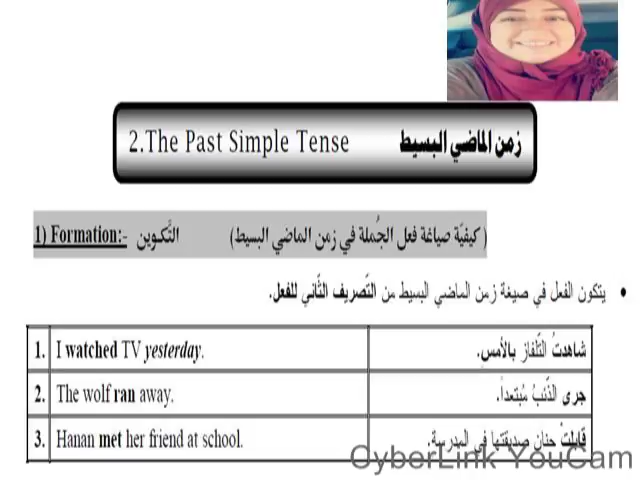 2.The Past Simple Tense زمن الماضي البسيط
1) Formation:- التَّكوين (كيفيّة صياغة فعل الجُملة في زمن الماضي البسيط)
• يتكون الفعل في صيغة زمن الماضي البسيط من التّصريف الثّاني للفعل.
1. I watched TV yesterday. شاهدتُ التّلفاز بالأمسِ.
2. The wolf ran away. جرى الذّئبُ مُبتعداً.
3. Hanan met her friend at school. قابلتْ حنان صديقتها في المدرسة.
CyberLink YouCam